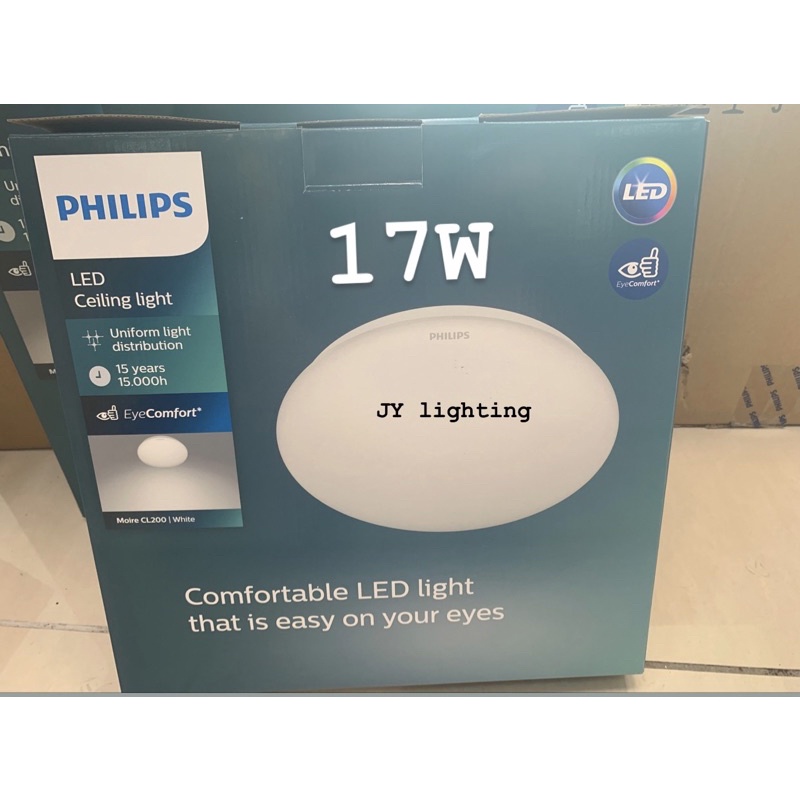 PHILIPS
LED
Ceiling light
Uniform light
distribution
15 years
15.000h
EyeComfort*
Moire CL200 | White
17W
LED
EyeComfort*
PHILIPS
JY lighting
Comfortable LED light
that is easy on your eyes